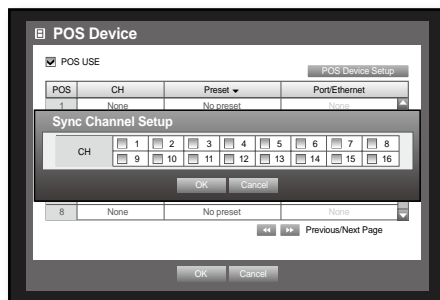 POS Device
POS USE
POS Device Setup
POS CH Preset Port/Ethernet
1 None No preset None
Sync Channel Setup
CH 1 2 3 4 5 6 7 8
9 10 11 12 13 14 15 16
OK Cancel
8 None No preset None
Previous/Next Page
OK Cancel